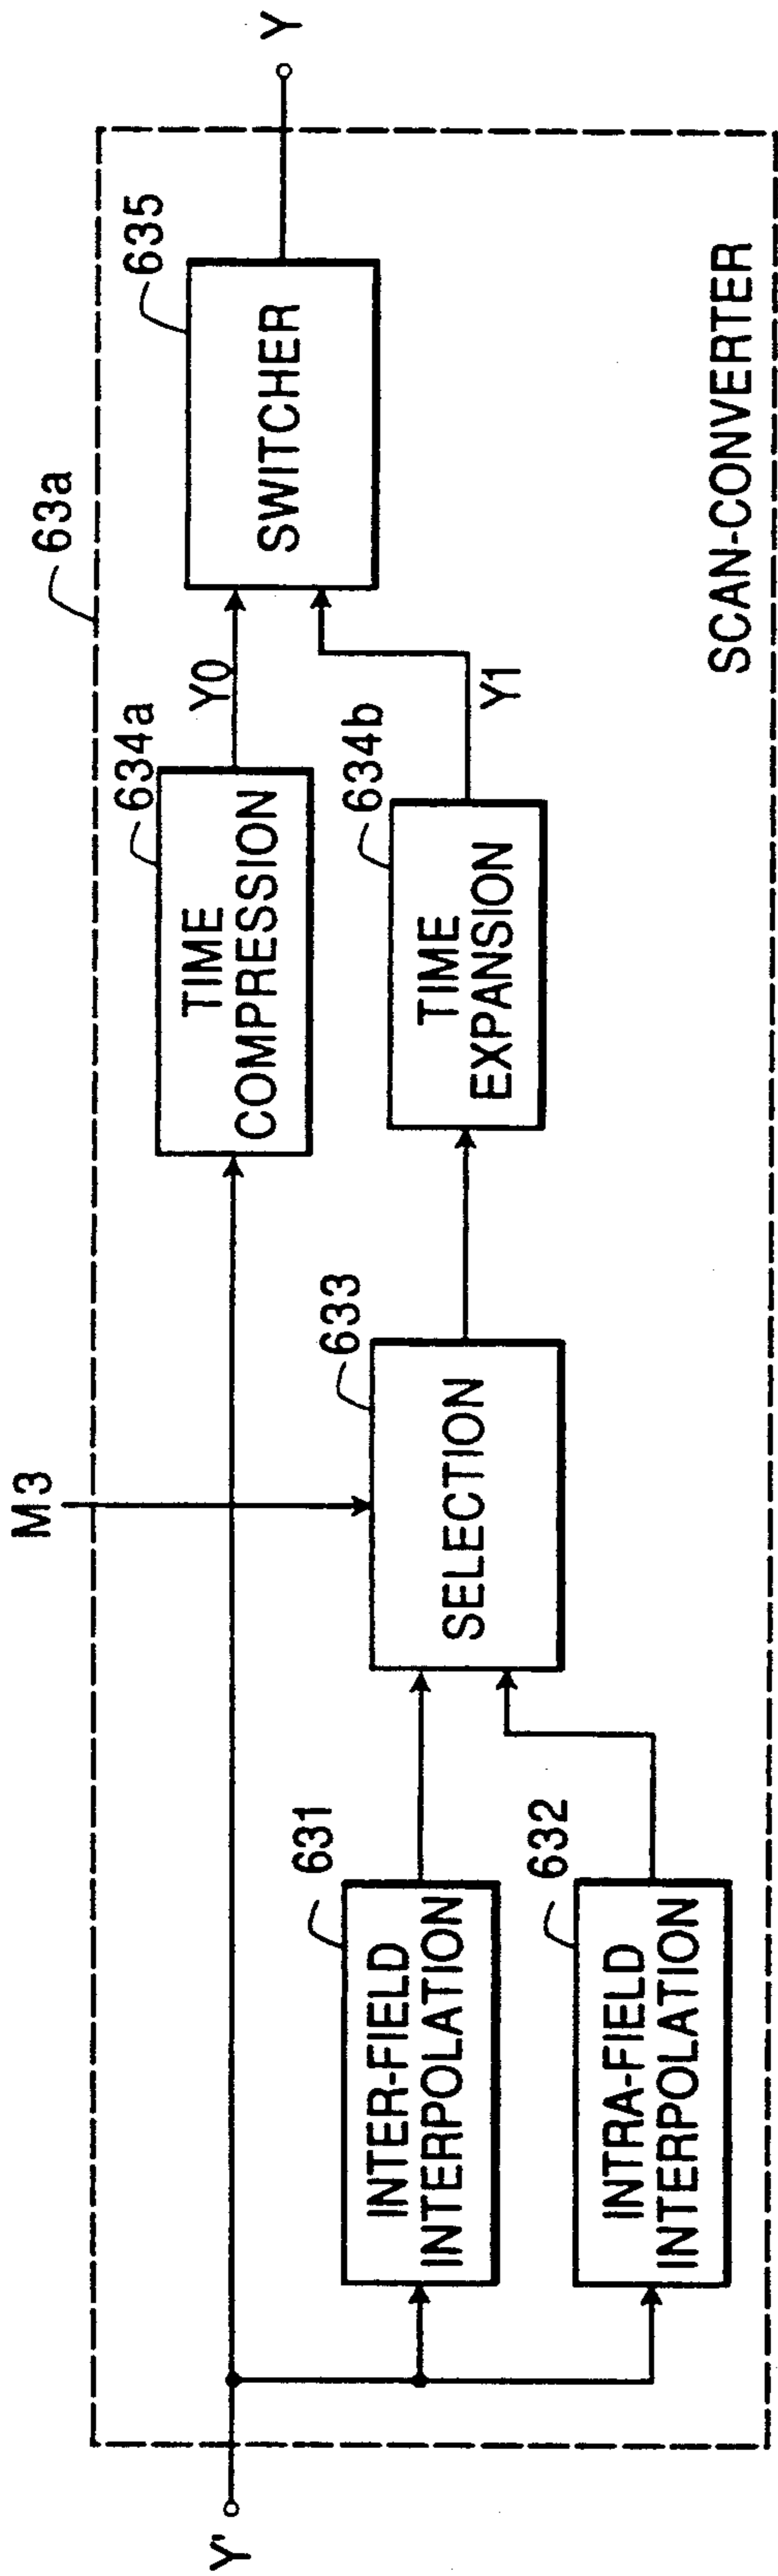 63a
M3
634a
635
Y'
TIME
COMPRESSION
Y0
SWITCHER
Y
631
633
634b
INTER-FIELD
INTERPOLATION
SELECTION
TIME
EXPANSION
Y1
632
INTRA-FIELD
INTERPOLATION
SCAN-CONVERTER